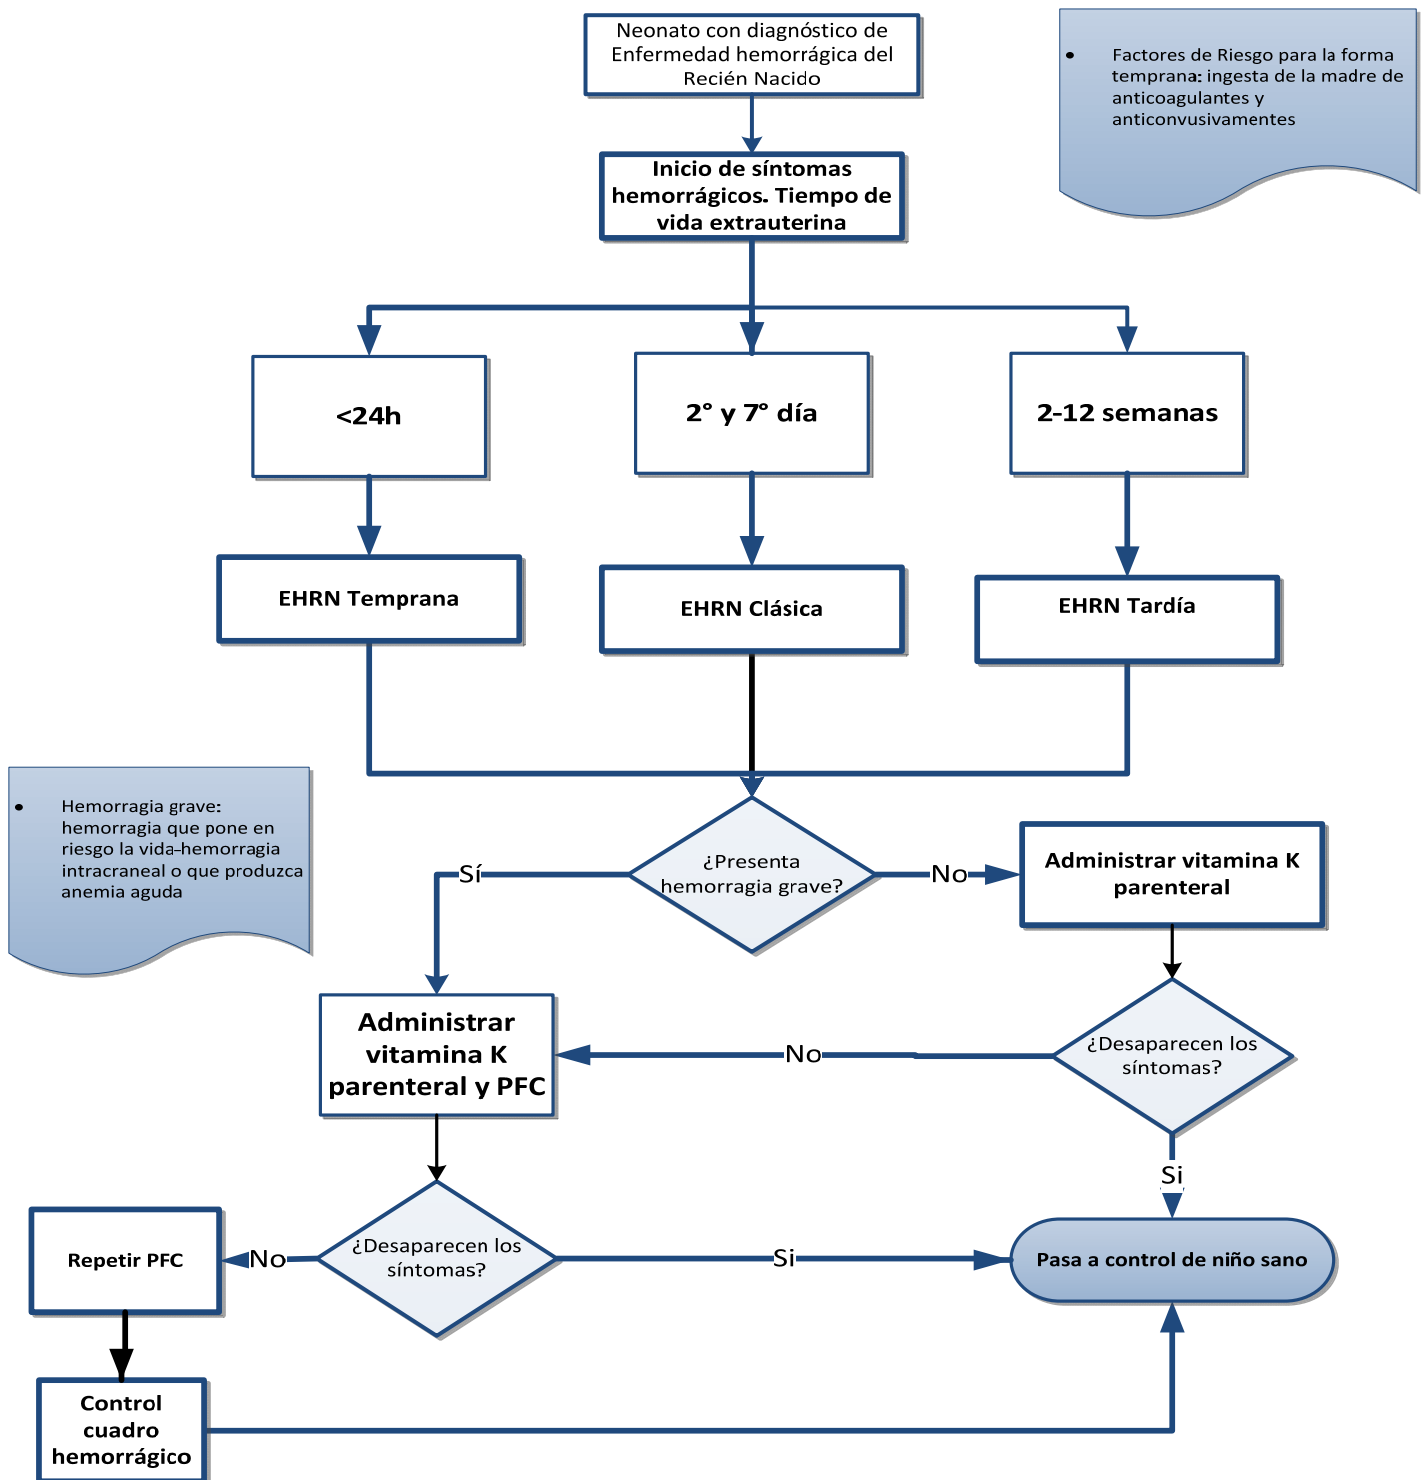 Neonato con diagnóstico de
Enfermedad hemorrágica del
Recién Nacido
• Factores de Riesgo para la forma
temprana: ingesta de la madre de
anticoagulantes y
anticonvusivamentes
Inicio de síntomas
hemorrágicos. Tiempo de
vida extrauterina
<24h
2° y 7° día
2-12 semanas
EHRN Temprana
EHRN Clásica
EHRN Tardía
• Hemorragia grave:
hemorragia que pone en
riesgo la vida-hemorragia
intracraneal o que produzca
anemia aguda
¿Presenta
hemorragia grave?
Sí
No
Administrar vitamina K
parenteral
Administrar
vitamina K
parenteral y PFC
No
¿Desaparecen los
síntomas?
Si
Repetir PFC
No
¿Desaparecen los
síntomas?
Si
Pasa a control de niño sano
Control
cuadro
hemorrágico